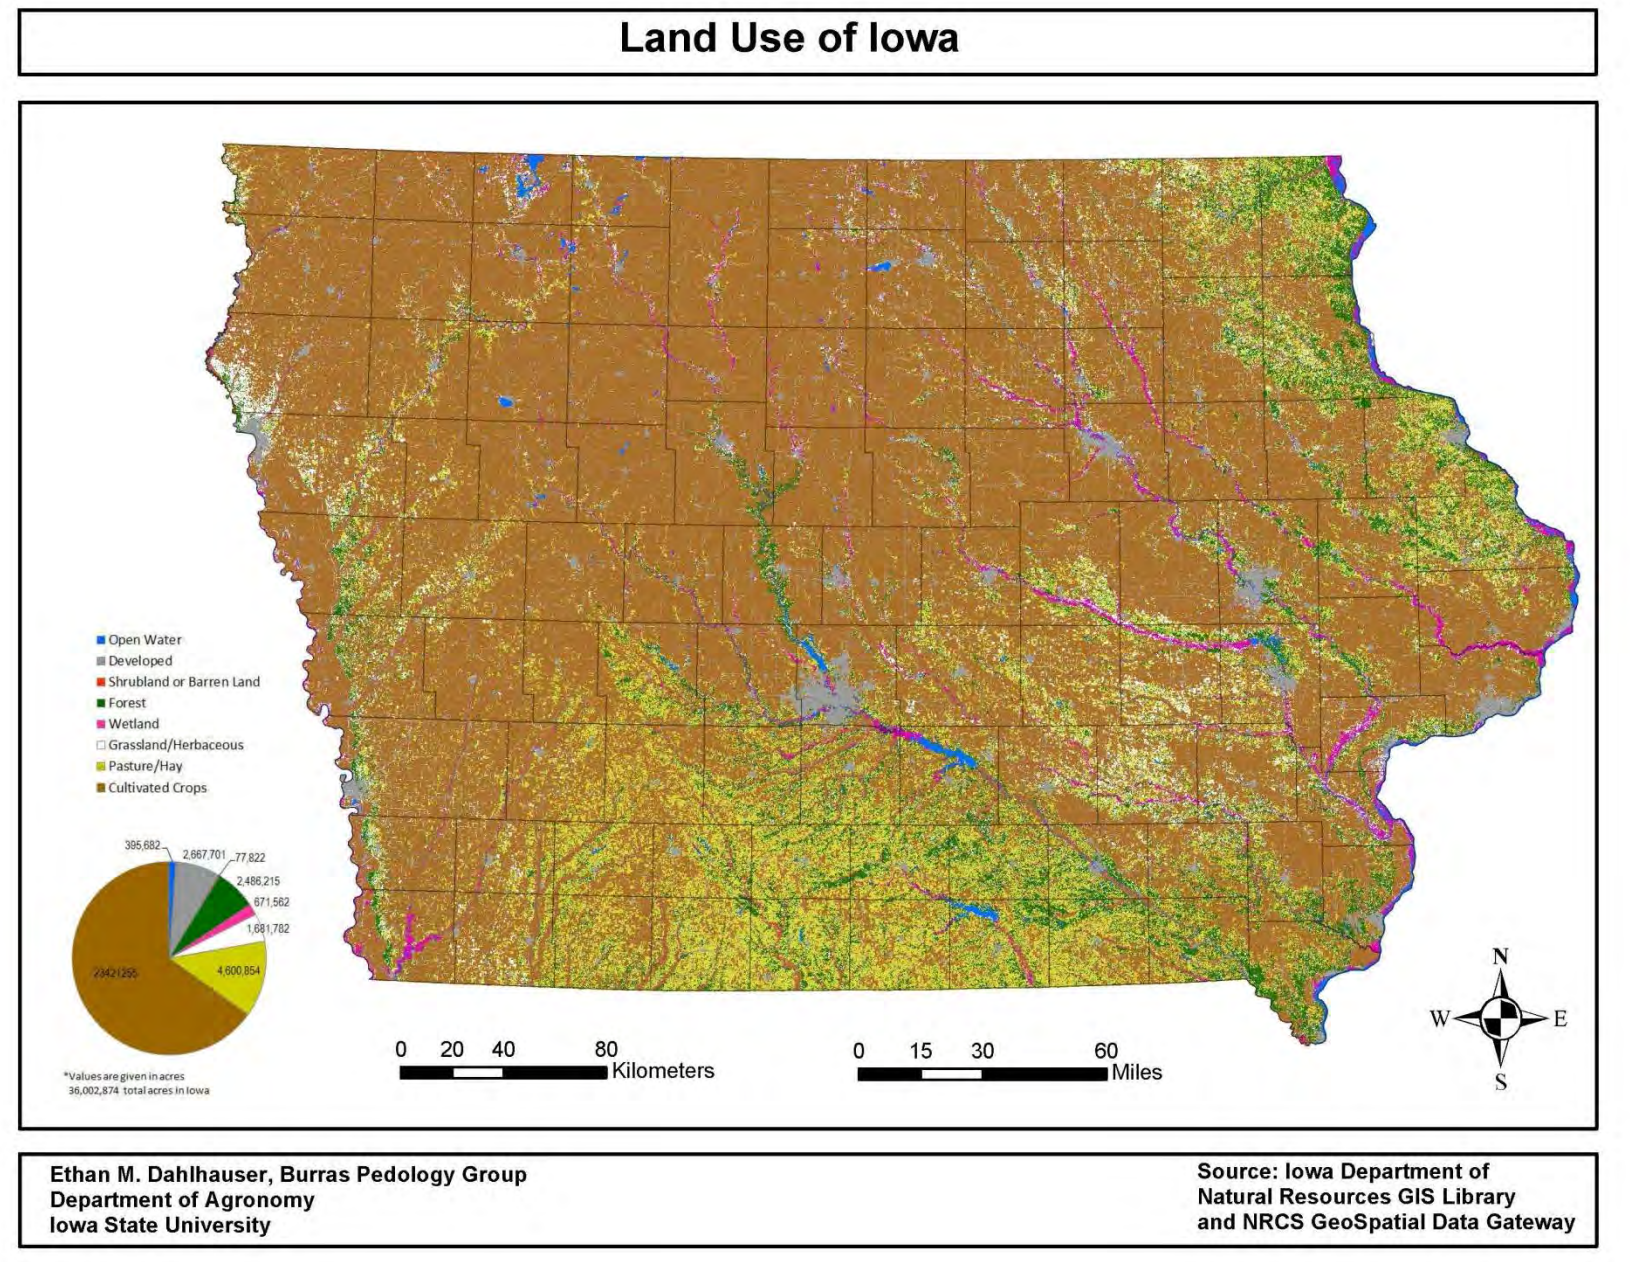 Land Use of Iowa
Open Water
Developed
Shrubland or Barren Land
Forest
Wetland
Grassland/Herbaceous
Pasture/Hay
Cultivated Crops
395,682
2,667,701
77,822
2,486,215
671,562
1,681,782
4,600,854
23421255
*Values are given in acres
36,002,874 total acres in Iowa
0 20 40 80
Kilometers
0 15 30 60
Miles
N
W E
S
Ethan M. Dahlhauser, Burras Pedology Group
Department of Agronomy
Iowa State University
Source: Iowa Department of
Natural Resources GIS Library
and NRCS GeoSpatial Data Gateway